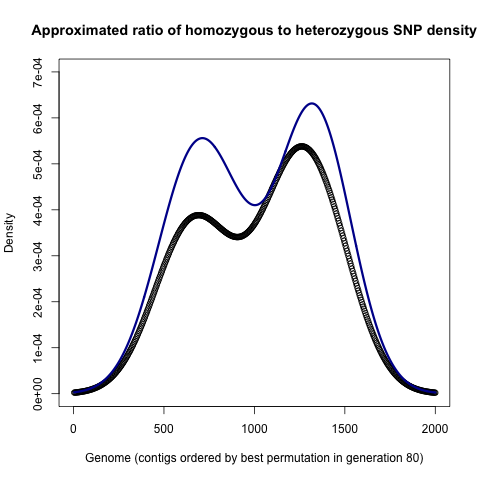 Approximated ratio of homozygous to heterozygous SNP density
7e-04
6e-04
5e-04
4e-04
3e-04
2e-04
1e-04
0e+00
Density
0 500 1000 1500 2000
Genome (contigs ordered by best permutation in generation 80)